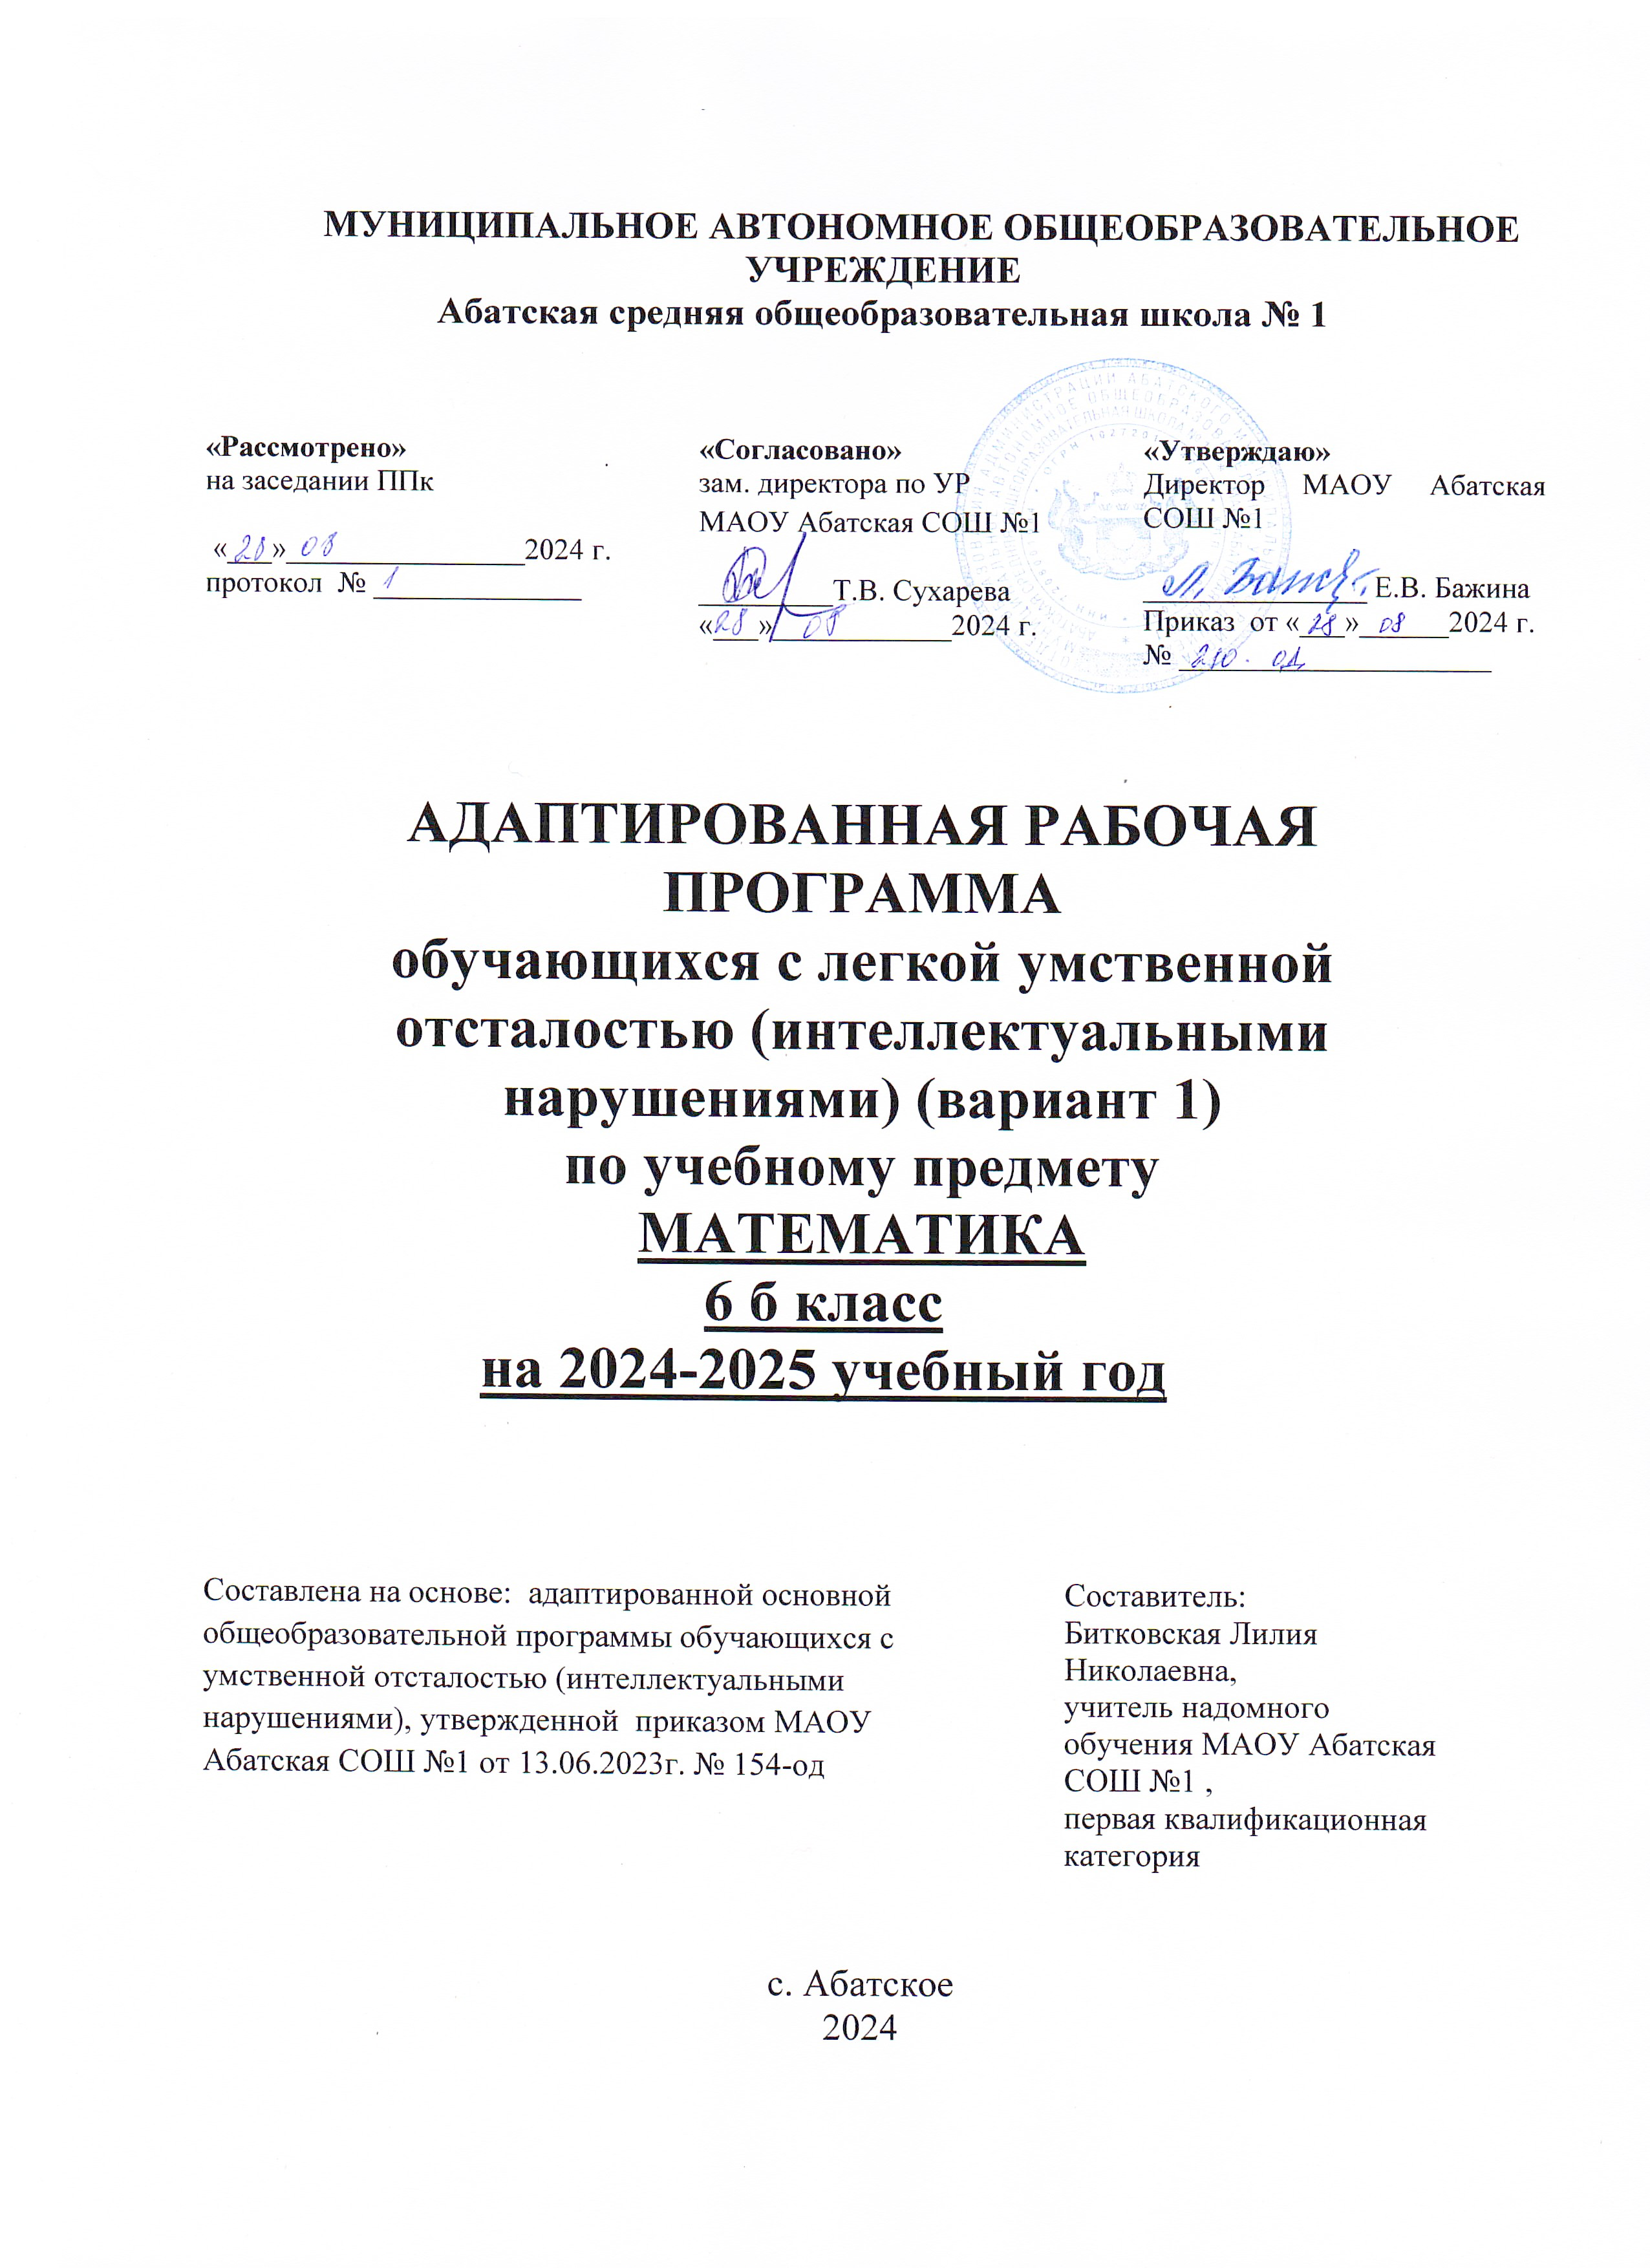 МУНИЦИПАЛЬНОЕ АВТОНОМНОЕ ОБЩЕОБРАЗОВАТЕЛЬНОЕ
УЧРЕЖДЕНИЕ
Абатская средняя общеобразовательная школа № 1
«Рассмотрено»
на заседании ППк
«28» 08 2024 г.
протокол № 1
«Согласовано»
зам. директора по УР
МАОУ Абатская СОШ №1
Т.В. Сухарева
«28» 08 2024 г.
«Утверждаю»
Директор МАОУ Абатская
СОШ №1
Е.В. Бажина
Приказ от «28» 08 2024 г.
№ 210-од
АДАПТИРОВАННАЯ РАБОЧАЯ
ПРОГРАММА
обучающихся с легкой умственной
отсталостью (интеллектуальными
нарушениями) (вариант 1)
по учебному предмету
МАТЕМАТИКА
6 б класс
на 2024-2025 учебный год
Составлена на основе: адаптированной основной
общеобразовательной программы обучающихся с
умственной отсталостью (интеллектуальными
нарушениями), утвержденной приказом МАОУ
Абатская СОШ №1 от 13.06.2023г. № 154-од
Составитель:
Битковская Лилия
Николаевна,
учитель надомного
обучения МАОУ Абатская
СОШ №1 ,
первая квалификационная
категория
с. Абатское
2024